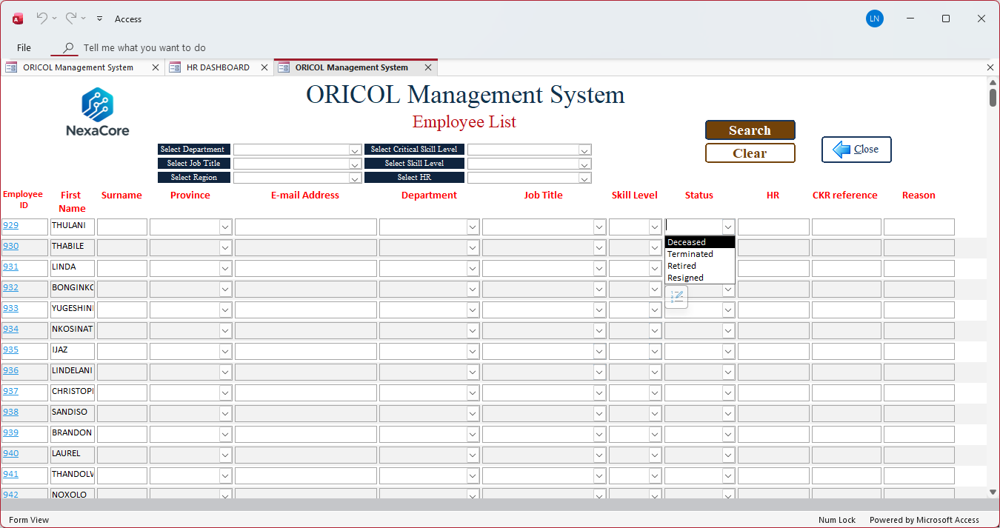 Access
LN
File
Tell me what you want to do
ORICOL Management System
HR DASHBOARD
ORICOL Management System
NexaCore
ORICOL Management System
Employee List
Search
Clear
Close
Select Department
Select Critical Skill Level
Select Job Title
Select Skill Level
Select Region
Select HR
Employee ID
First Name
Surname
Province
E-mail Address
Department
Job Title
Skill Level
Status
HR
CKR reference
Reason
929 THULANI
Deceased
Terminated
Retired
Resigned
930 THABILE
931 LINDA
932 BONGINKO
933 YUGESHINI
934 NKOSINAT
935 IJAZ
936 LINDELANI
937 CHRISTOPI
938 SANDISO
939 BRANDON
940 LAUREL
941 THANDOLW
942 NOXOLO
Form View
Num Lock
Powered by Microsoft Access